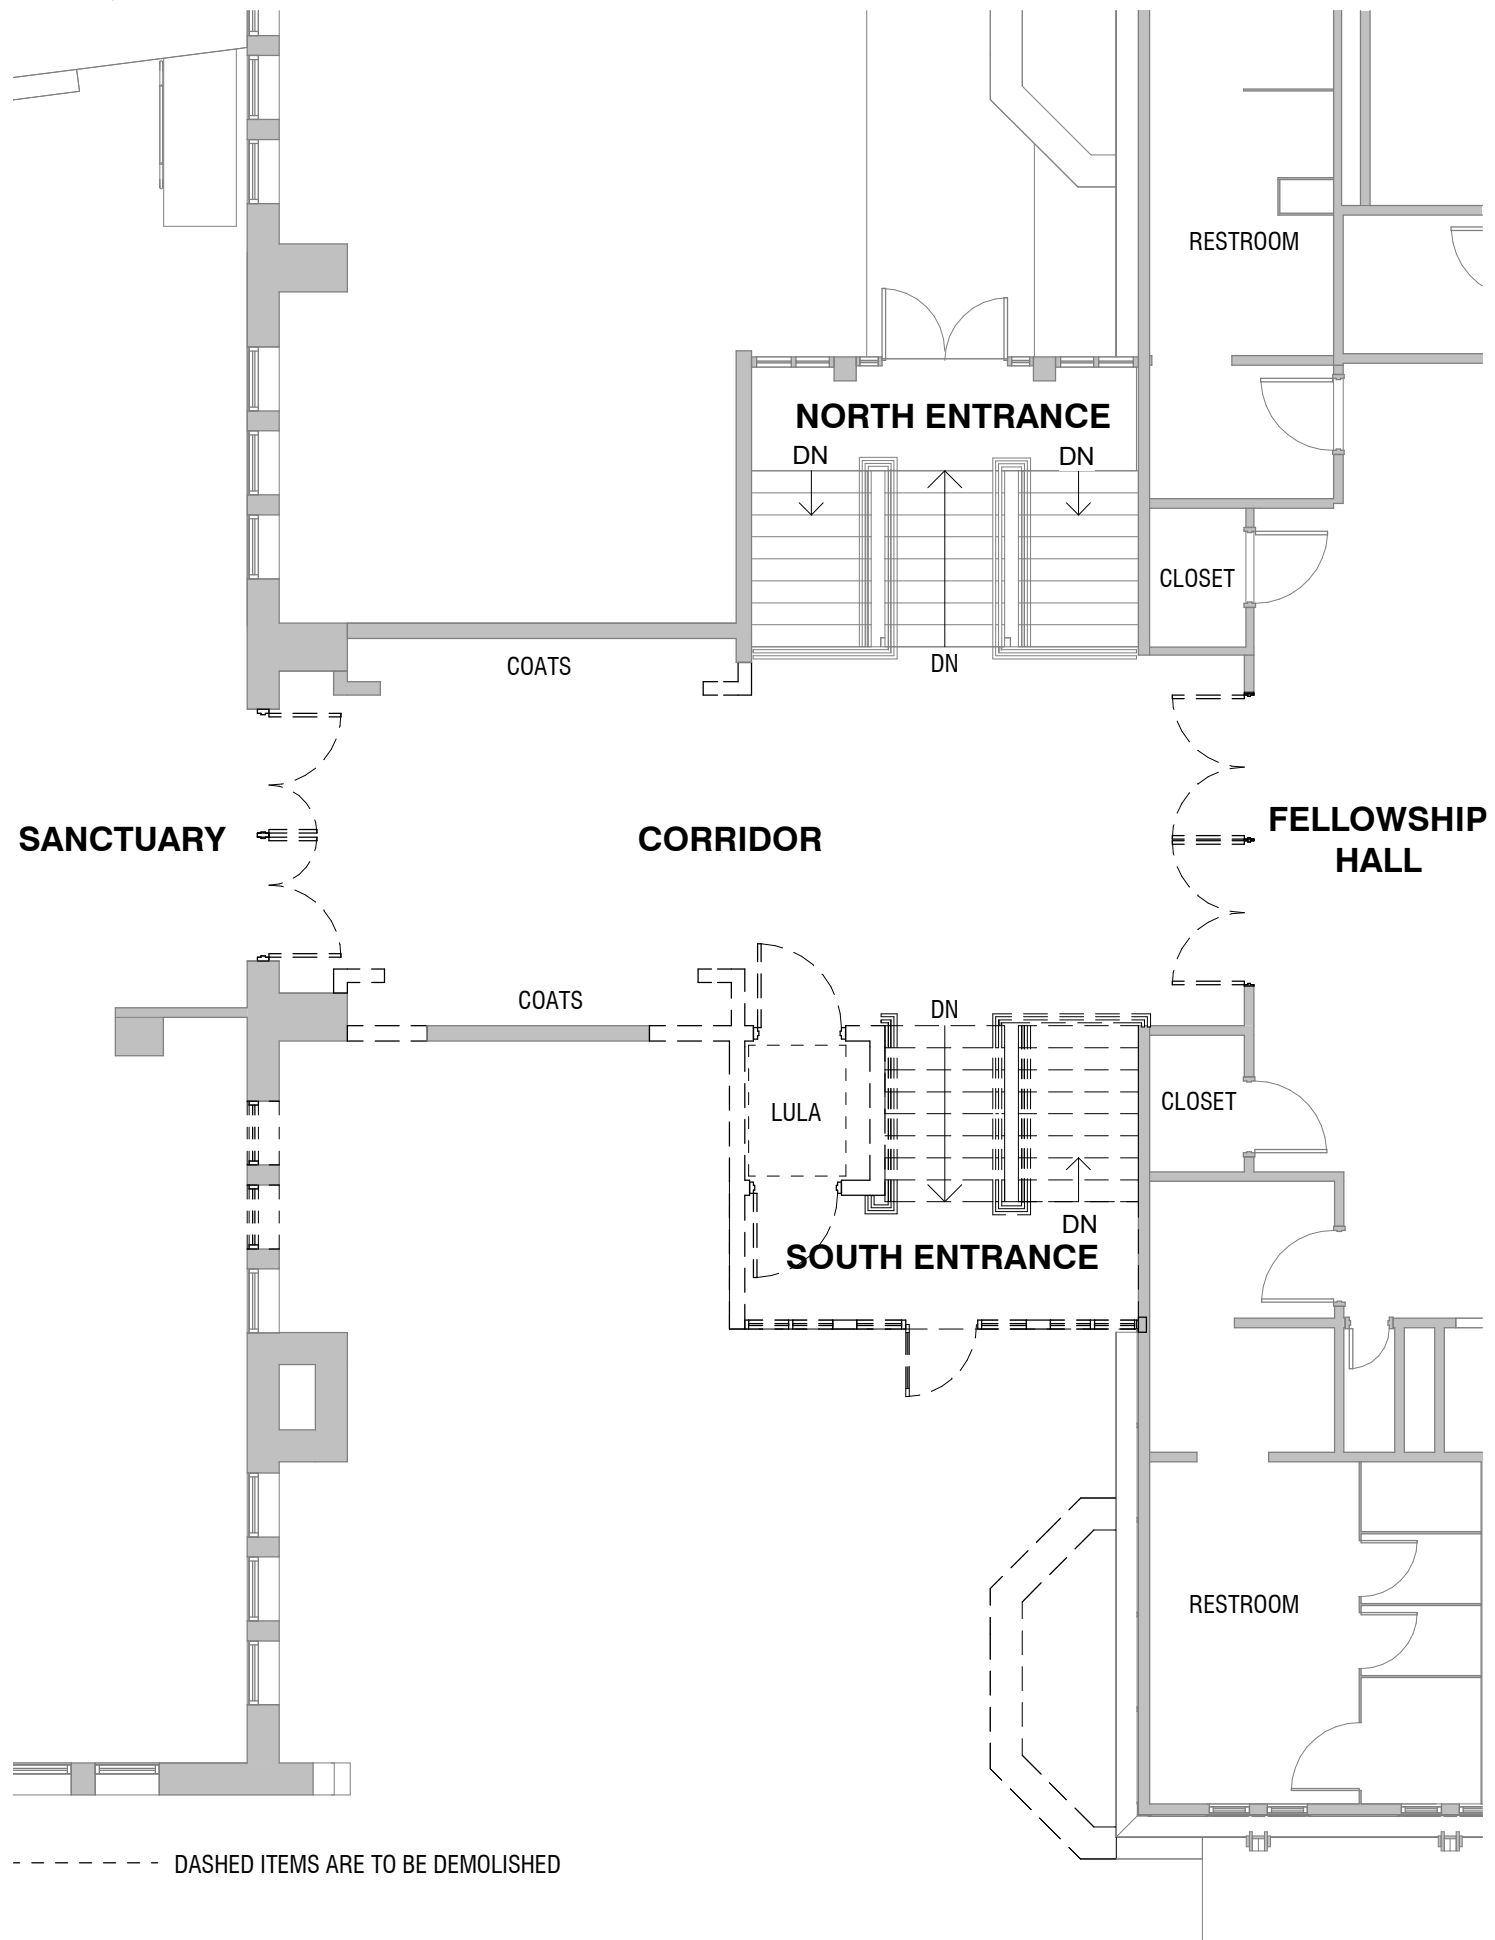 RESTROOM
NORTH ENTRANCE
DN
DN
CLOSET
COATS
DN
SANCTUARY
CORRIDOR
FELLOWSHIP
HALL
COATS
DN
LULA
CLOSET
DN
SOUTH ENTRANCE
RESTROOM
DASHED ITEMS ARE TO BE DEMOLISHED